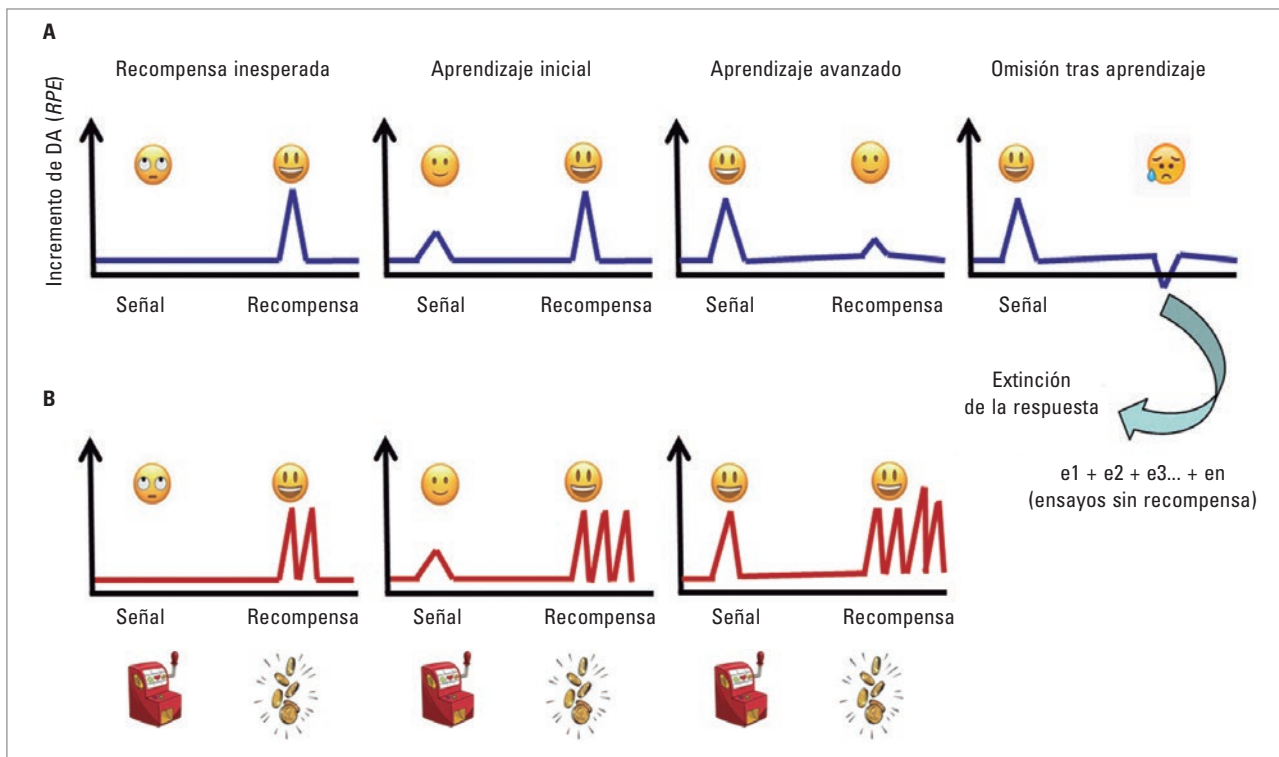 A
Recompensa inesperada
Aprendizaje inicial
Aprendizaje avanzado
Omisión tras aprendizaje
Incremento de DA (RPE)
Señal Recompensa
Señal Recompensa
Señal Recompensa
Señal
Extinción
de la respuesta
e1 + e2 + e3... + en
(ensayos sin recompensa)
B
Señal Recompensa
Señal Recompensa
Señal Recompensa